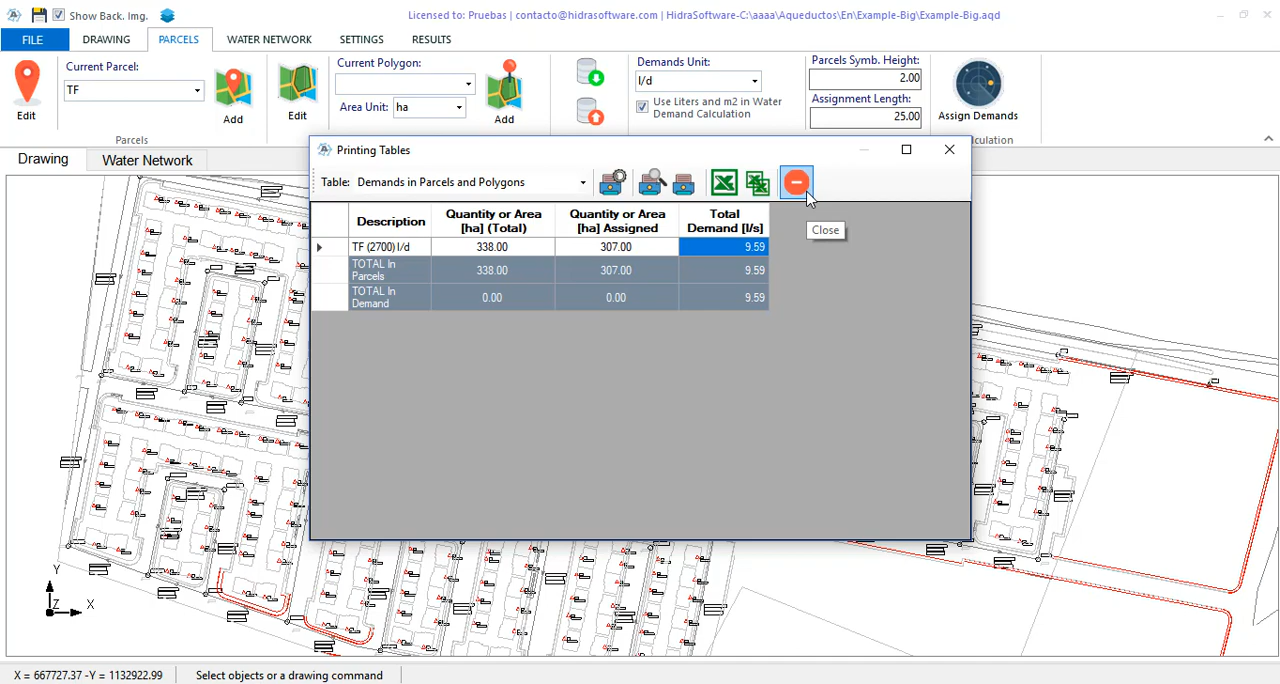 Show Back. Img.
Licensed to: Pruebas | contacto@hidrasoftware.com | HidraSoftware-C:\aaaa\Aqueductos\En\Example-Big\Example-Big.aqd
FILE DRAWING PARCELS WATER NETWORK SETTINGS RESULTS
Current Parcel:
TF
Edit
Add
Parcels
Edit
Current Polygon:
Area Unit: ha
Add
Demands Unit:
l/d
Use Liters and m2 in Water
Demand Calculation
Parcels Symb. Height:
2.00
Assignment Length:
25.00
Assign Demands
lculation
Drawing Water Network
Printing Tables
Table: Demands in Parcels and Polygons
Close
Description Quantity or Area [ha] (Total) Quantity or Area [ha] Assigned Total Demand [l/s]
TF (2700) l/d 338.00 307.00 9.59
TOTAL In Parcels 338.00 307.00 9.59
TOTAL In Demand 0.00 0.00 9.59
Y
Z X
X = 667727.37 -Y = 1132922.99 Select objects or a drawing command